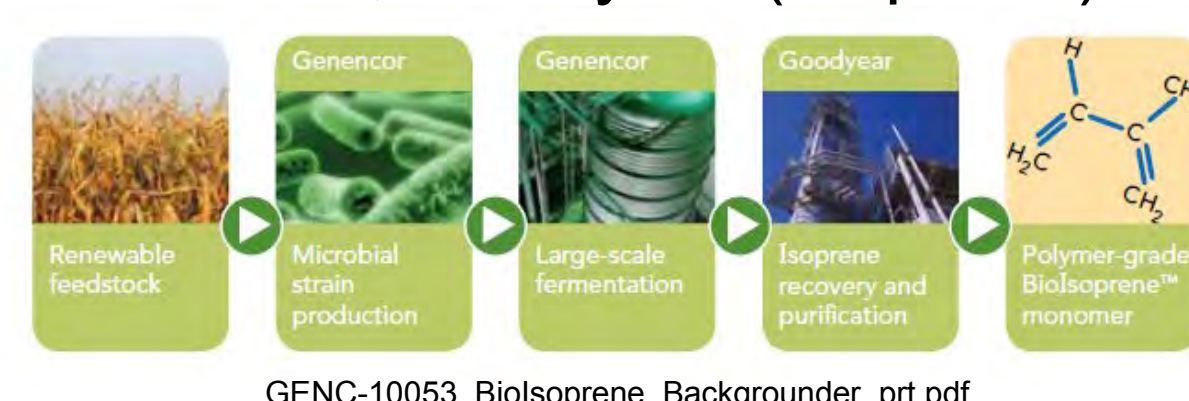 Genencor
Genencor
Goodyear
H
C
C
H₂C
CH₂
Renewable
feedstock
Microbial
strain
production
Large-scale
fermentation
Isoprene
recovery and
purification
Polymer-grade
BioIsoprene™
monomer
GENC-10053_BioIsoprene_Backgrounder_prt.pdf